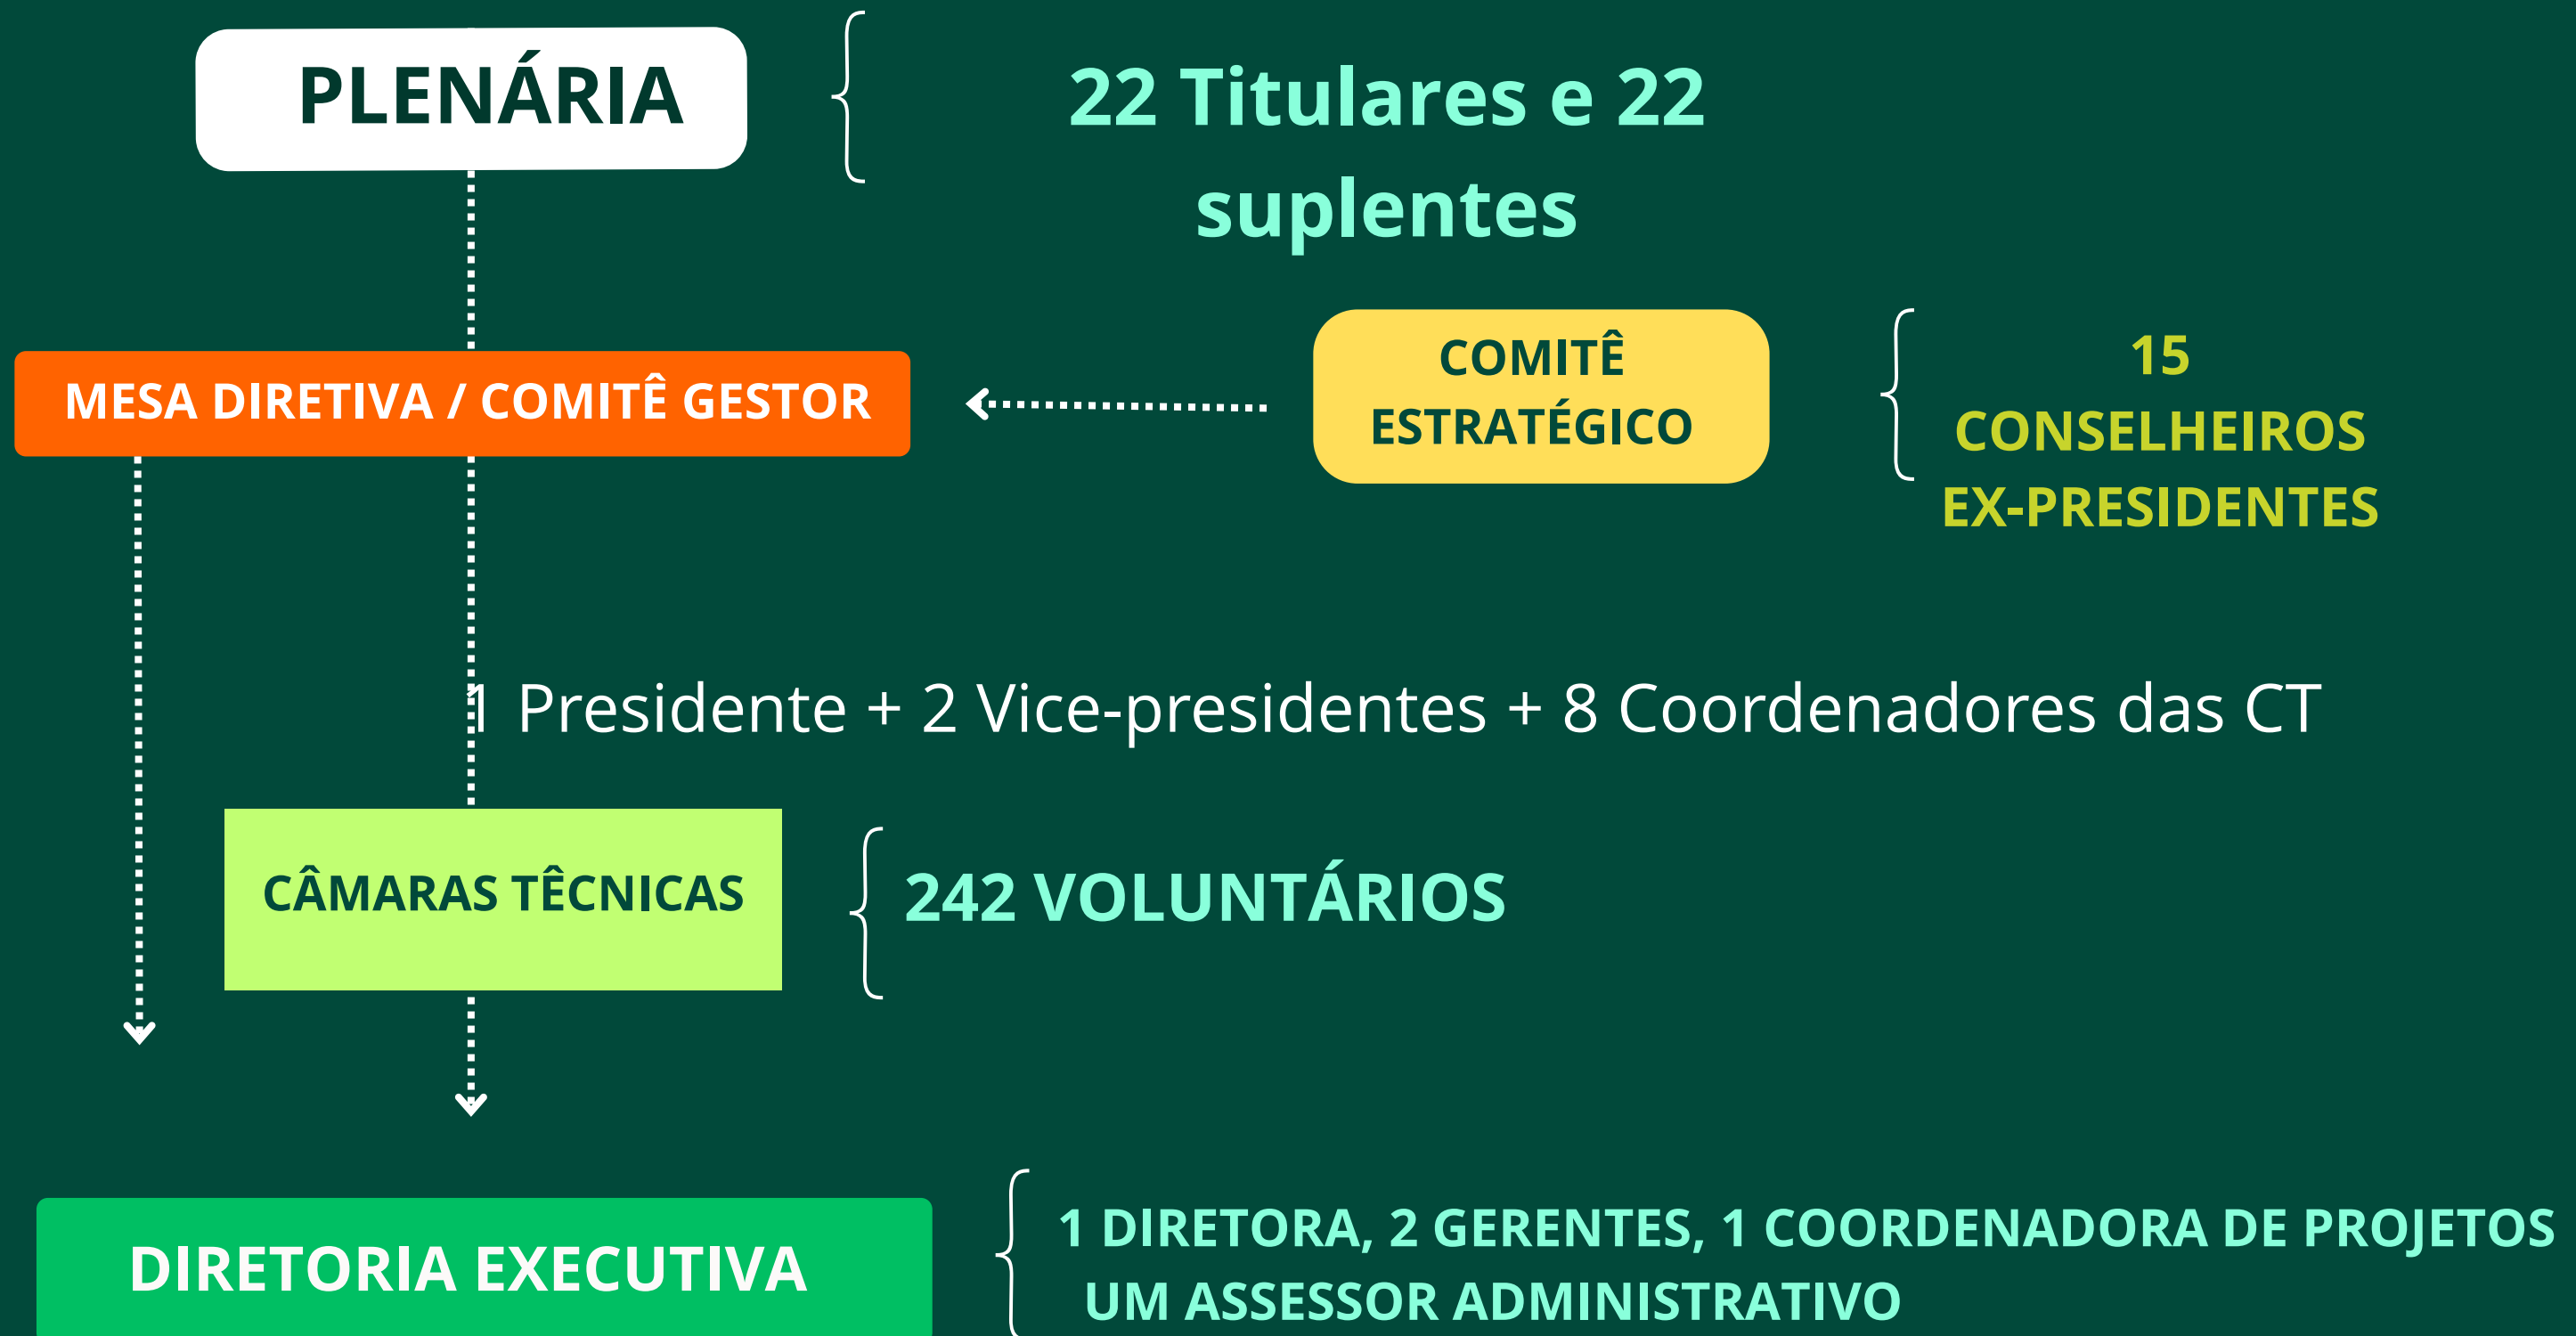 PLENÁRIA
22 Titulares e 22
suplentes
MESA DIRETIVA / COMITÊ GESTOR
COMITÊ
ESTRATÉGICO
15
CONSELHEIROS
EX-PRESIDENTES
1 Presidente + 2 Vice-presidentes + 8 Coordenadores das CT
CÂMARAS TÊCNICAS
242 VOLUNTÁRIOS
DIRETORIA EXECUTIVA
1 DIRETORA, 2 GERENTES, 1 COORDENADORA DE PROJETOS
UM ASSESSOR ADMINISTRATIVO